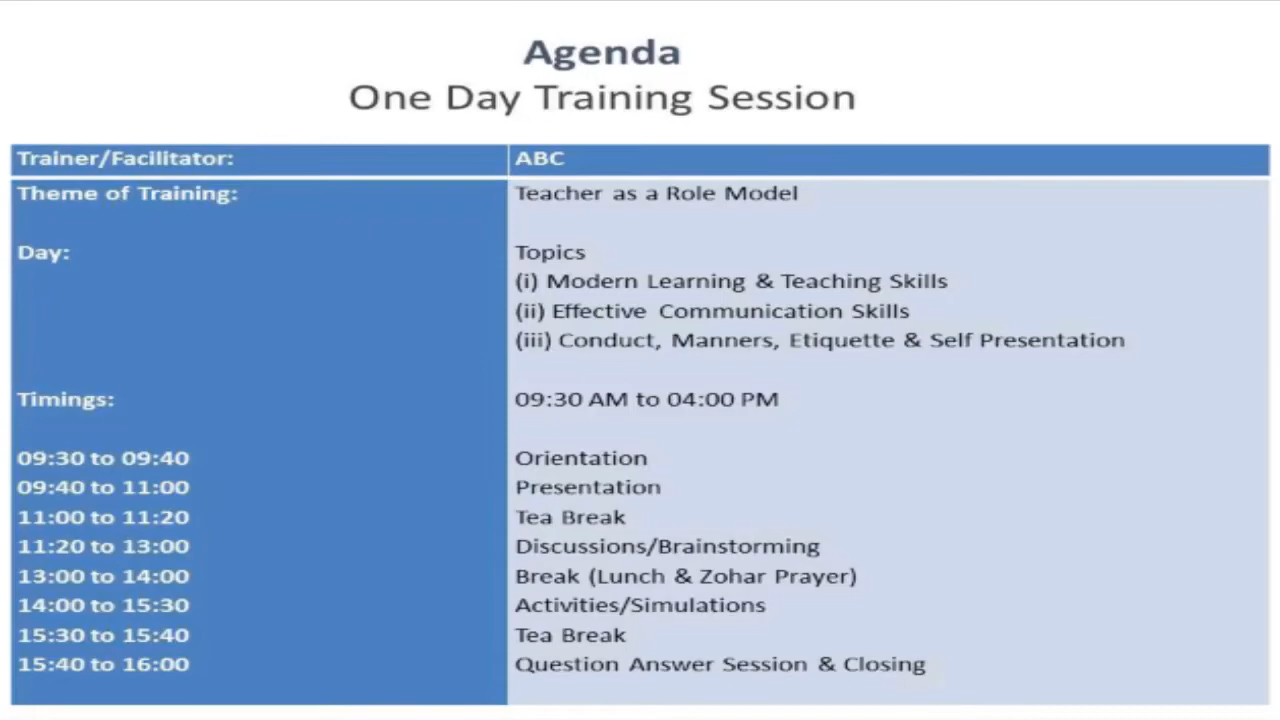 Agenda
One Day Training Session
Trainer/Facilitator: ABC
Theme of Training: Teacher as a Role Model
Day: Topics
(i) Modern Learning & Teaching Skills
(ii) Effective Communication Skills
(iii) Conduct, Manners, Etiquette & Self Presentation
Timings: 09:30 AM to 04:00 PM
09:30 to 09:40 Orientation
09:40 to 11:00 Presentation
11:00 to 11:20 Tea Break
11:20 to 13:00 Discussions/Brainstorming
13:00 to 14:00 Break (Lunch & Zohar Prayer)
14:00 to 15:30 Activities/Simulations
15:30 to 15:40 Tea Break
15:40 to 16:00 Question Answer Session & Closing